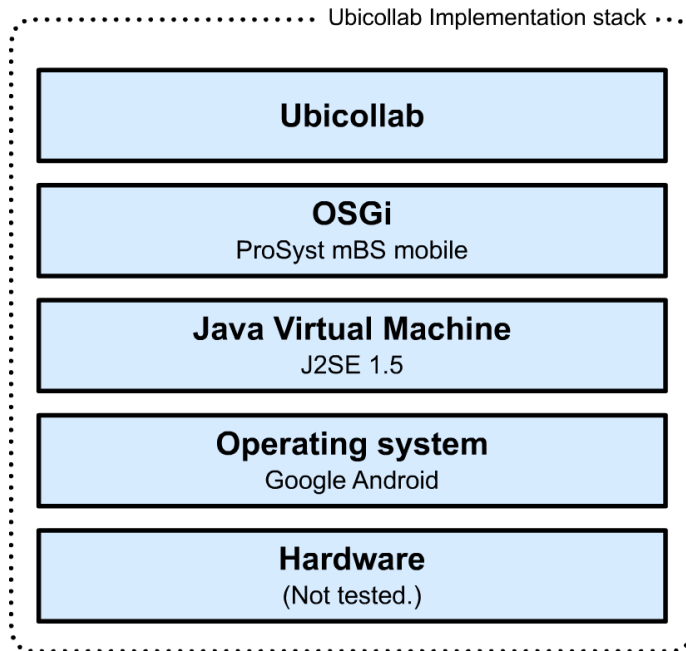 Ubicollab Implementation stack
Ubicollab
OSGi
ProSyst mBS mobile
Java Virtual Machine
J2SE 1.5
Operating system
Google Android
Hardware
(Not tested.)